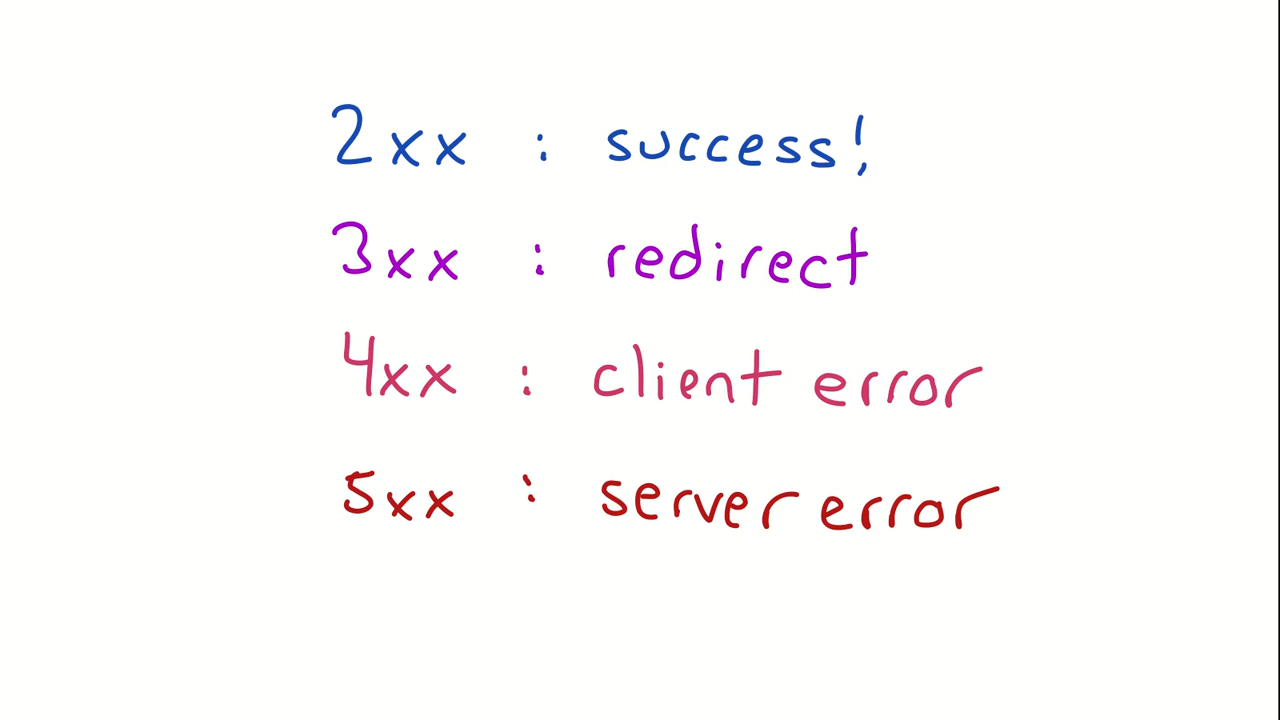 2xx : success!
3xx : redirect
4xx : client error
5xx : server error